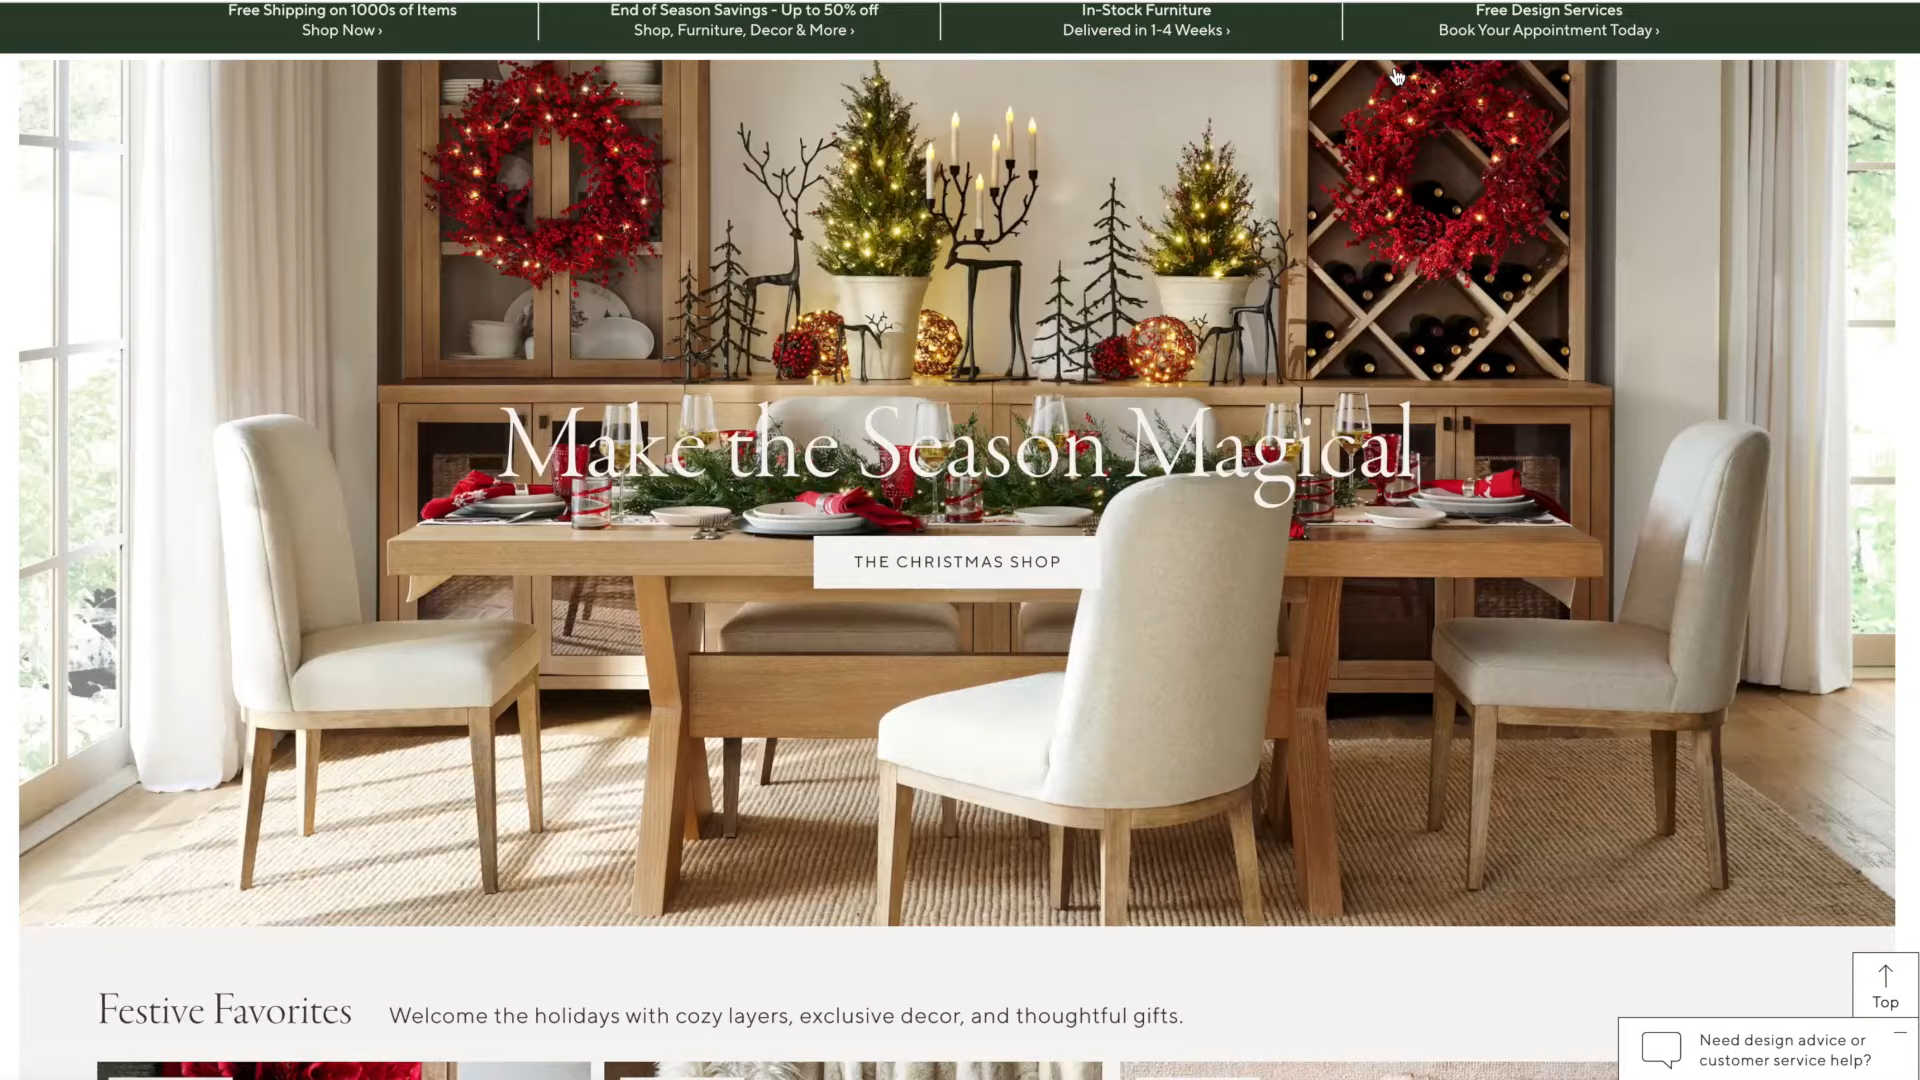 Free Shipping on 1000s of Items
Shop Now ›
End of Season Savings - Up to 50% off
Shop, Furniture, Decor & More ›
In-Stock Furniture
Delivered in 1-4 Weeks ›
Free Design Services
Book Your Appointment Today ›
Make the Season Magical
THE CHRISTMAS SHOP
Festive Favorites
Welcome the holidays with cozy layers, exclusive decor, and thoughtful gifts.
Top
Need design advice or
customer service help?